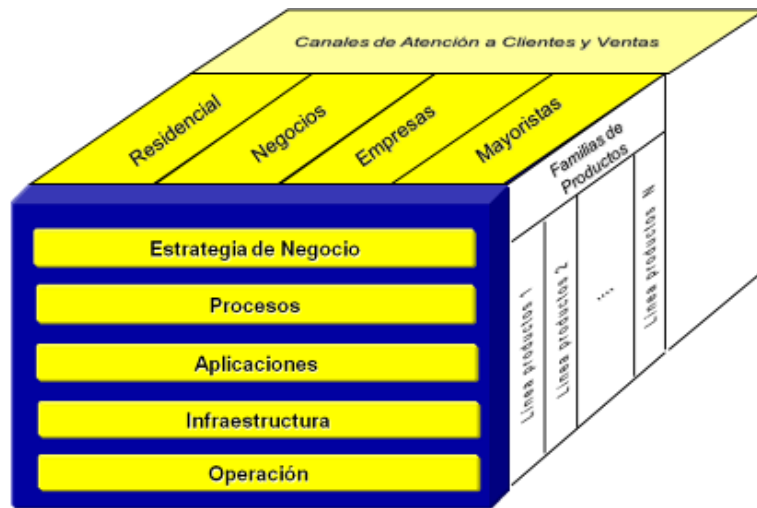 Canales de Atención a Clientes y Ventas
Residencial
Negocios
Empresas
Mayoristas
Familias de
Productos
Estrategia de Negocio
Procesos
Aplicaciones
Infraestructura
Operación
Línea productos 1
Línea productos 2
....
Línea productos N